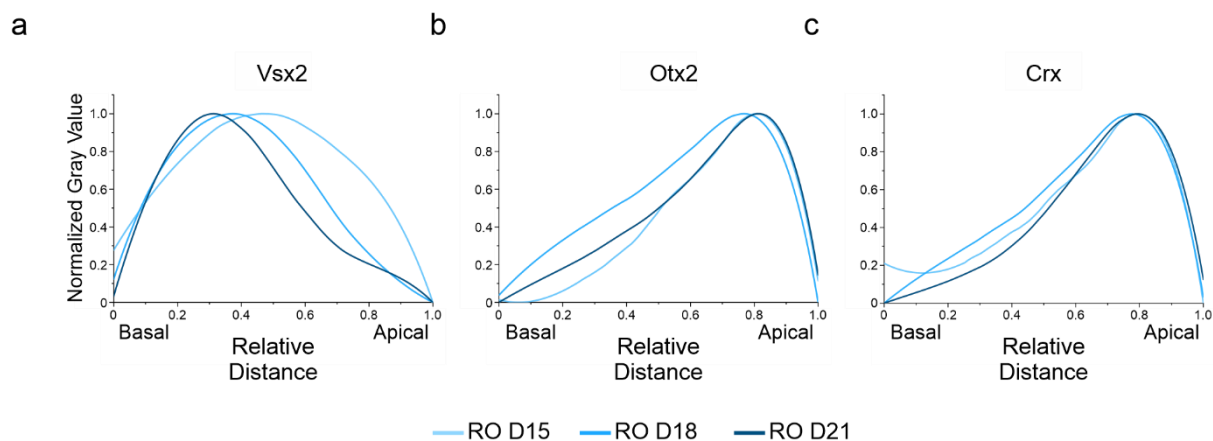 a
b
c
Vsx2
Otx2
Crx
Normalized Gray Value
1.0
0.8
0.6
0.4
0.2
0
0
0.2
0.4
0.6
0.8
1.0
Basal
Apical
Relative
Distance
1.0
0.8
0.6
0.4
0.2
0
0
0.2
0.4
0.6
0.8
1.0
Basal
Apical
Relative
Distance
1.0
0.8
0.6
0.4
0.2
0
0
0.2
0.4
0.6
0.8
1.0
Basal
Apical
Relative
Distance
RO D15 RO D18 RO D21